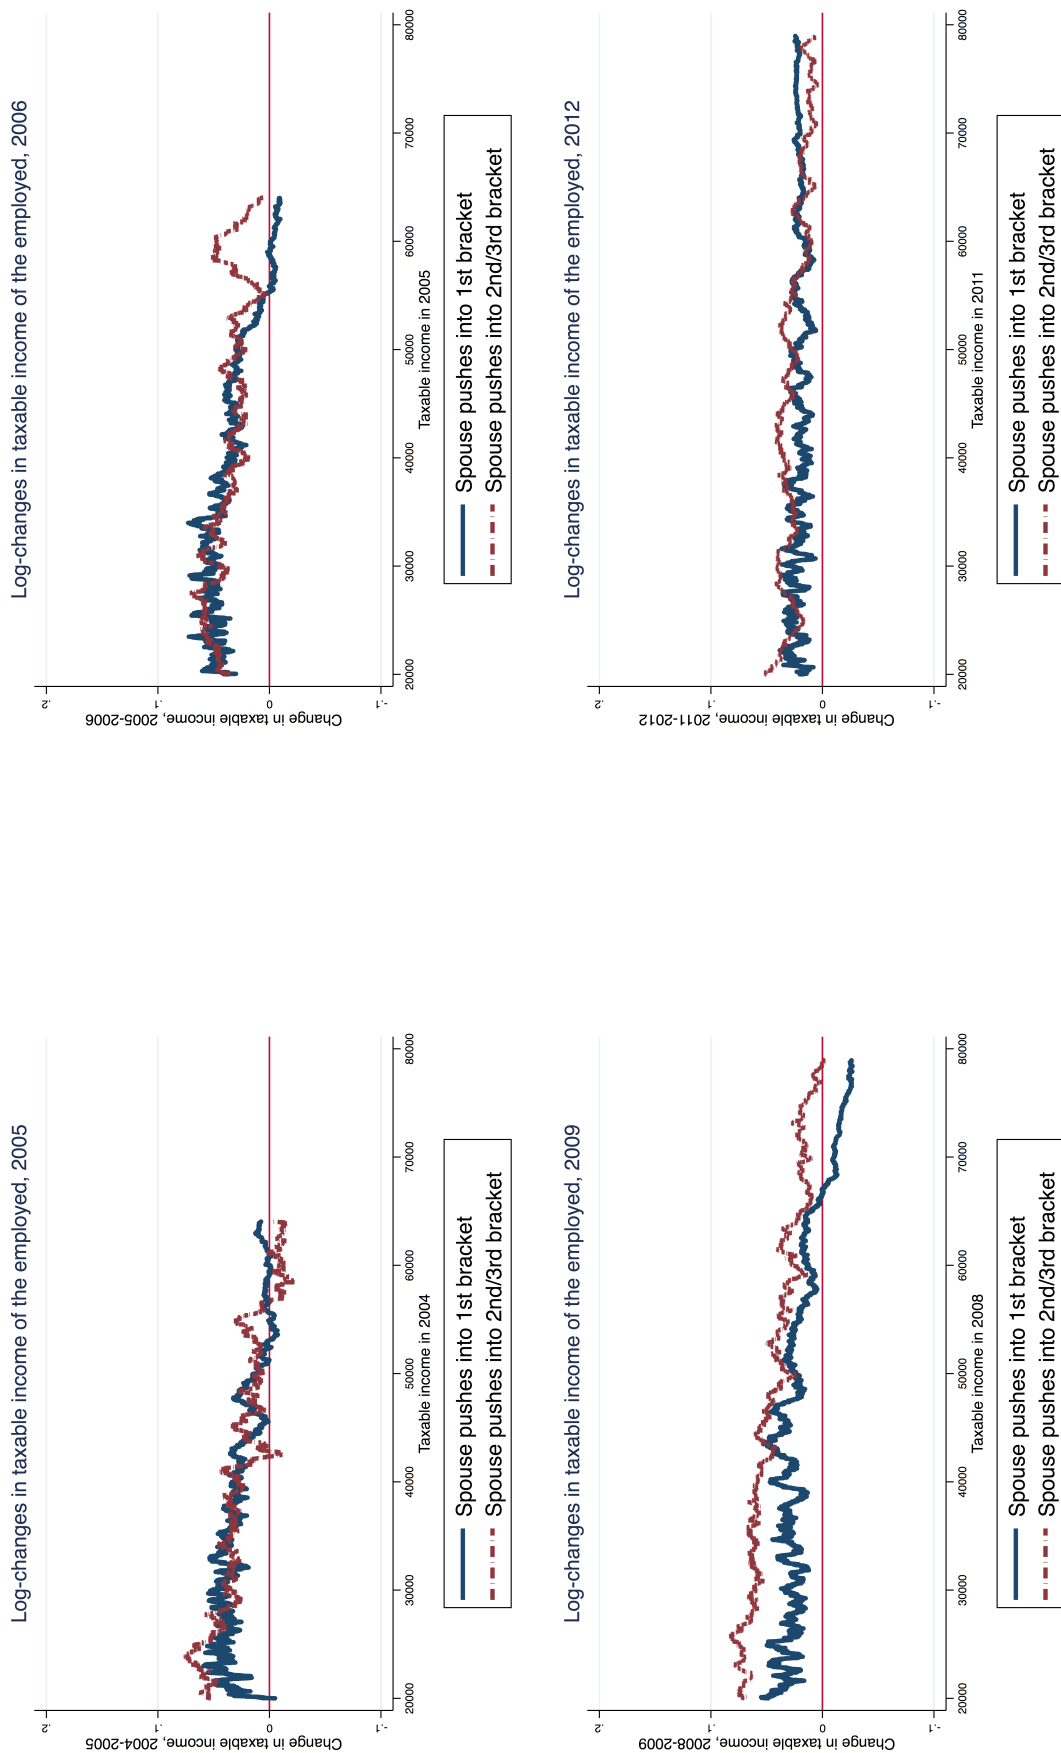 Log-changes in taxable income of the employed, 2005
Change in taxable income, 2004-2005
.2
.1
0
-.1
20000 30000 40000 50000 60000 70000 80000
Taxable income in 2004
Spouse pushes into 1st bracket
Spouse pushes into 2nd/3rd bracket
Log-changes in taxable income of the employed, 2006
Change in taxable income, 2005-2006
.2
.1
0
-.1
20000 30000 40000 50000 60000 70000 80000
Taxable income in 2005
Spouse pushes into 1st bracket
Spouse pushes into 2nd/3rd bracket
Log-changes in taxable income of the employed, 2009
Change in taxable income, 2008-2009
.2
.1
0
-.1
20000 30000 40000 50000 60000 70000 80000
Taxable income in 2008
Spouse pushes into 1st bracket
Spouse pushes into 2nd/3rd bracket
Log-changes in taxable income of the employed, 2012
Change in taxable income, 2011-2012
.2
.1
0
-.1
20000 30000 40000 50000 60000 70000 80000
Taxable income in 2011
Spouse pushes into 1st bracket
Spouse pushes into 2nd/3rd bracket